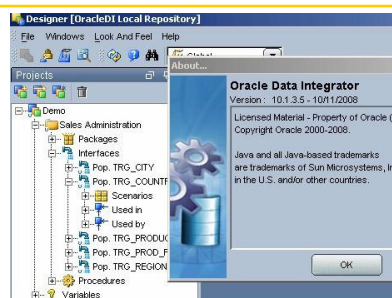 Designer [OracleDI Local Repository]
File Windows Look And Feel Help
Global
About...
Projects
Oracle Data Integrator
Version : 10.1.3.5 - 10/11/2008
Licensed Material - Property of Oracle (
Copyright Oracle 2000-2008.
Java and all Java-based trademarks
are trademarks of Sun Microsystems, In
in the U.S. and/or other countries.
OK
Demo
Sales Administration
Packages
Interfaces
Pop. TRG_CITY
Pop. TRG_COUNTR
Scenarios
Used in
Used by
Pop. TRG_PRODUC
Pop. TRG_PROD_F
Pop. TRG_REGION
Procedures
Variables